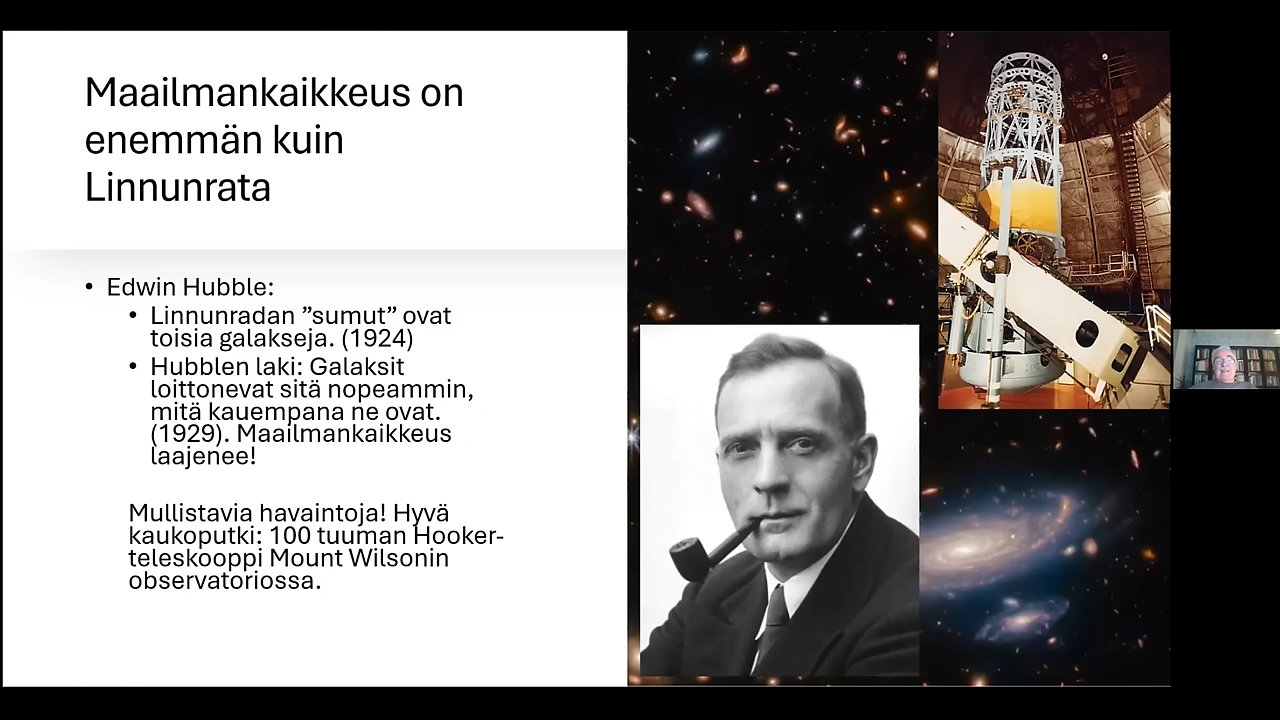 Maailmankaikkeus on
enemmän kuin
Linnunrata
• Edwin Hubble:
• Linnunradan ”sumut” ovat
toisia galakseja. (1924)
• Hubblen laki: Galaksit
loittonevat sitä nopeammin,
mitä kauempana ne ovat.
(1929). Maailmankaikkeus
laajenee!
Mullistavia havaintoja! Hyvä
kaukoputki: 100 tuuman Hooker-
teleskooppi Mount Wilsonin
observatoriossa.